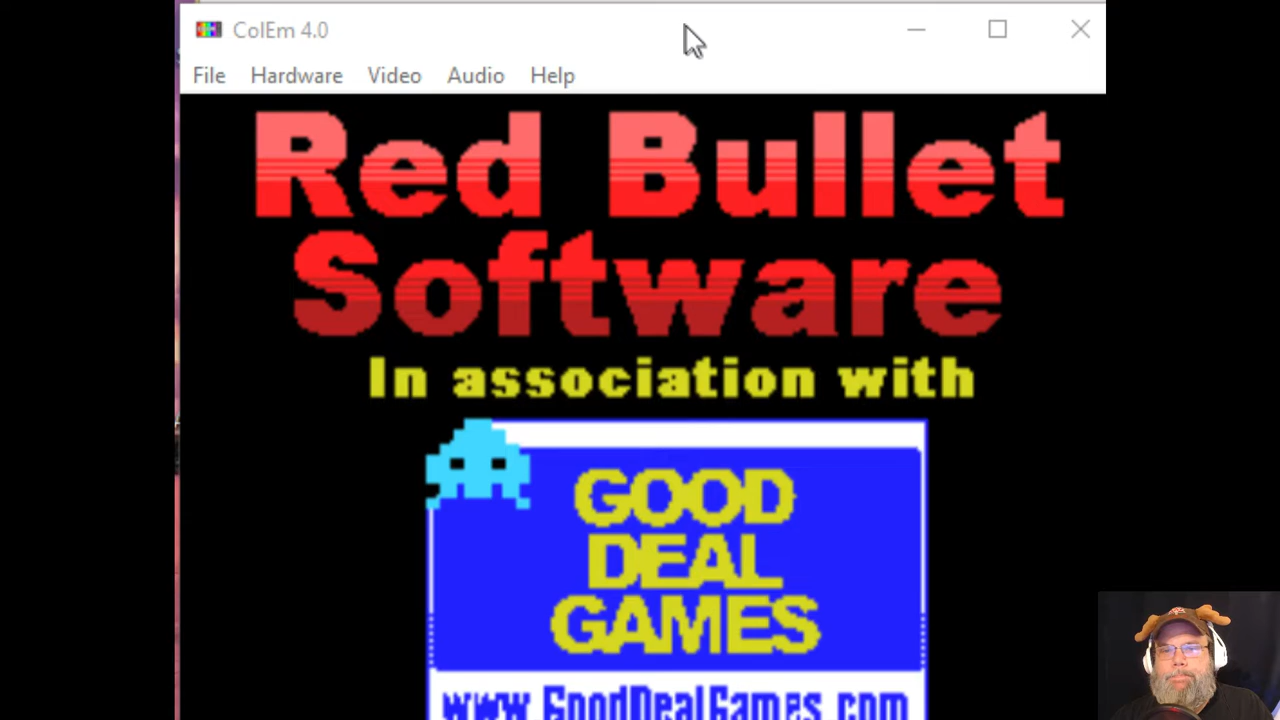 ColEm 4.0
File Hardware Video Audio Help
Red Bullet
Software
In association with
GOOD
DEAL
GAMES
www.GoodDealGames.com